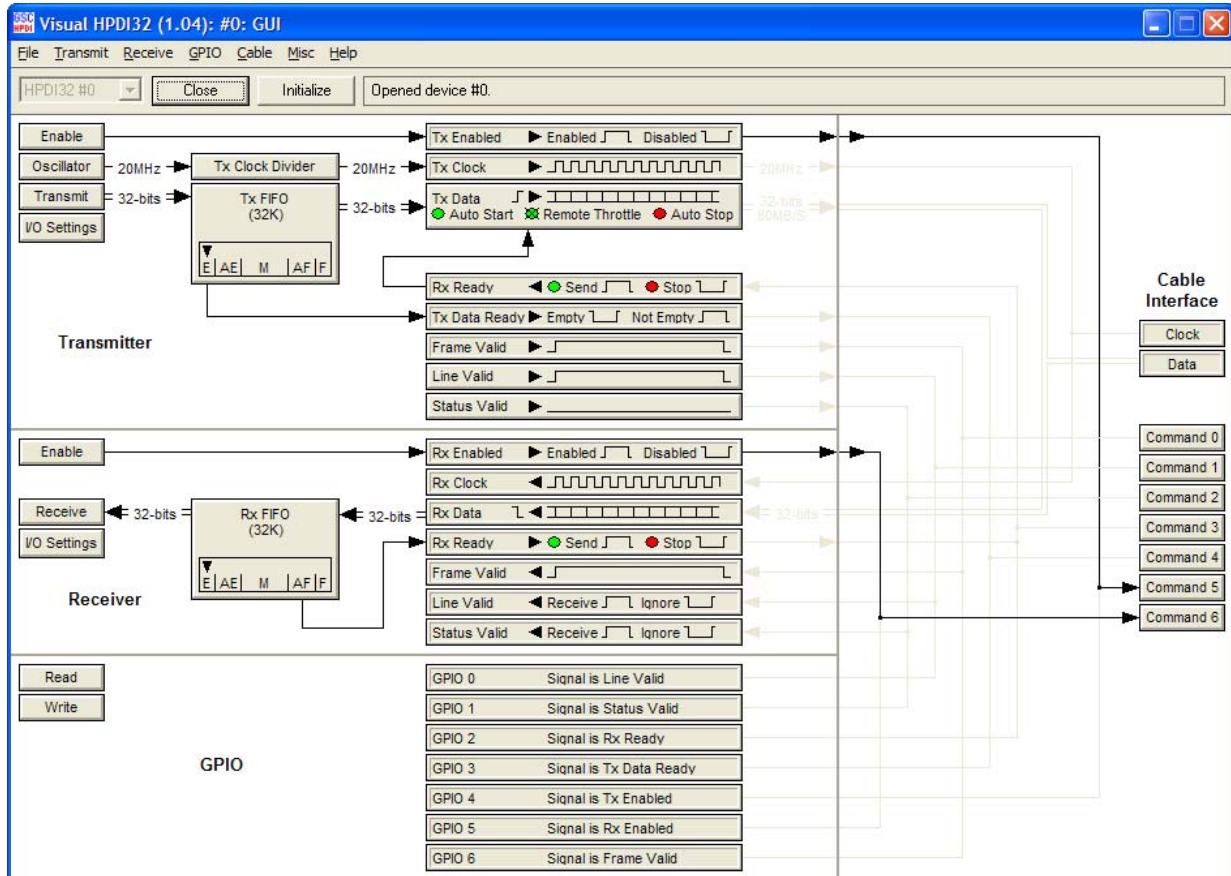 GSC HPDI Visual HPDI32 (1.04): #0: GUI
File Transmit Receive GPIO Cable Misc Help
HPDI32 #0 Close Initialize Opened device #0.
Enable Tx Enabled Enabled Disabled
Oscillator 20MHz Tx Clock Divider 20MHz Tx Clock 20MHz
Transmit 32-bits Tx FIFO 32-bits Tx Data 32-bits
(32K) Auto Start Remote Throttle Auto Stop 80MB/S
I/O Settings
E AE M AF F
Rx Ready Send Stop
Cable
Interface
Tx Data Ready Empty Not Empty
Transmitter
Frame Valid
Clock
Line Valid
Data
Status Valid
Enable Rx Enabled Enabled Disabled
Command 0
Rx Clock
Command 1
Receive 32-bits Rx FIFO 32-bits Rx Data 32-bits
(32K)
Command 2
I/O Settings Rx Ready Send Stop
Command 3
E AE M AF F
Frame Valid
Command 4
Receiver
Line Valid Receive Ignore
Command 5
Status Valid Receive Ignore
Command 6
Read GPIO 0 Signal is Line Valid
Write GPIO 1 Signal is Status Valid
GPIO 2 Signal is Rx Ready
GPIO
GPIO 3 Signal is Tx Data Ready
GPIO 4 Signal is Tx Enabled
GPIO 5 Signal is Rx Enabled
GPIO 6 Signal is Frame Valid